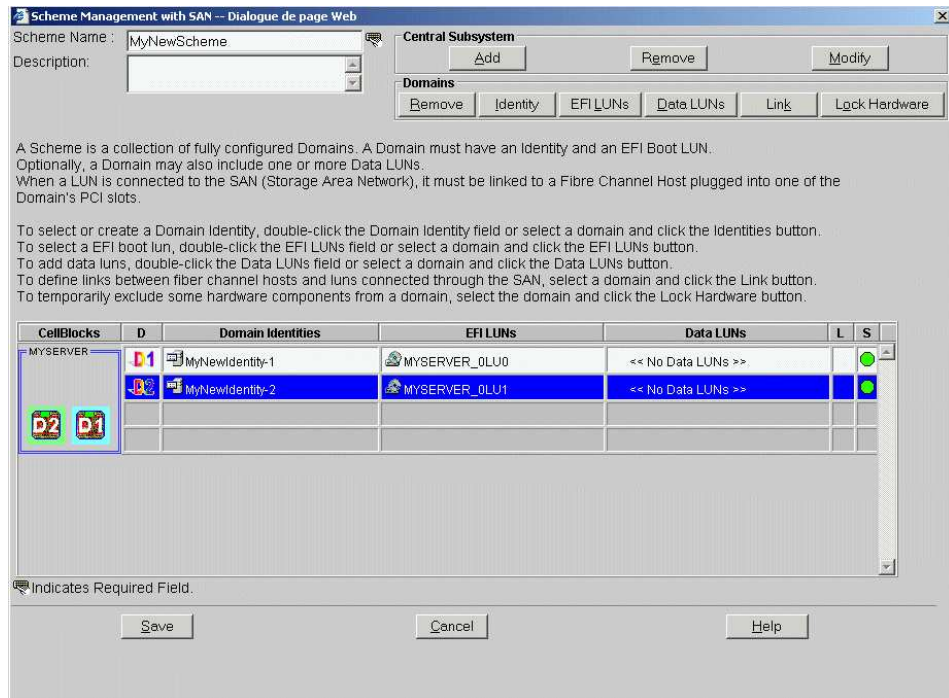 Scheme Management with SAN -- Dialogue de page Web
Scheme Name :
MyNewScheme
Description:
Central Subsystem
Add
Remove
Modify
Domains
Remove
Identity
EFI LUNs
Data LUNs
Link
Lock Hardware
A Scheme is a collection of fully configured Domains. A Domain must have an Identity and an EFI Boot LUN.
Optionally, a Domain may also include one or more Data LUNs.
When a LUN is connected to the SAN (Storage Area Network), it must be linked to a Fibre Channel Host plugged into one of the
Domain's PCI slots.
To select or create a Domain Identity, double-click the Domain Identity field or select a domain and click the Identities button.
To select a EFI boot lun, double-click the EFI LUNs field or select a domain and click the EFI LUNs button.
To add data luns, double-click the Data LUNs field or select a domain and click the Data LUNs button.
To define links between fiber channel hosts and luns connected through the SAN, select a domain and click the Link button.
To temporarily exclude some hardware components from a domain, select the domain and click the Lock Hardware button.
CellBlocks D Domain Identities EFI LUNs Data LUNs L S
MYSERVER
D1 MyNewIdentity-1 MYSERVER_0LU0 << No Data LUNs >>
D2 MyNewIdentity-2 MYSERVER_0LU1 << No Data LUNs >>
D2 D1
Indicates Required Field.
Save
Cancel
Help